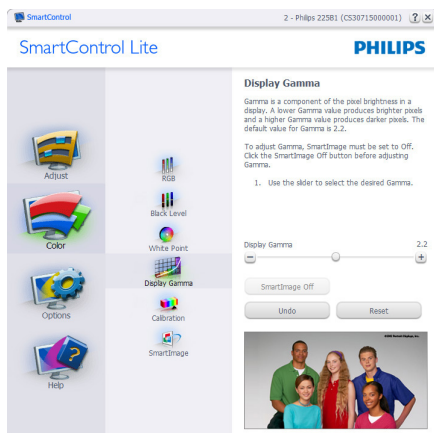 SmartControl
2 - Philips 225B1 (CS30715000001)
? ×
SmartControl Lite
PHILIPS
Adjust
Color
Options
Help
RGB
Black Level
White Point
Display Gamma
Calibration
SmartImage
Display Gamma
Gamma is a component of the pixel brightness in a
display. A lower Gamma value produces brighter pixels
and a higher Gamma value produces darker pixels. The
default value for Gamma is 2.2.
To adjust Gamma, SmartImage must be set to Off.
Click the SmartImage Off button before adjusting
Gamma.
1. Use the slider to select the desired Gamma.
Display Gamma 2.2
SmartImage Off
Undo Reset